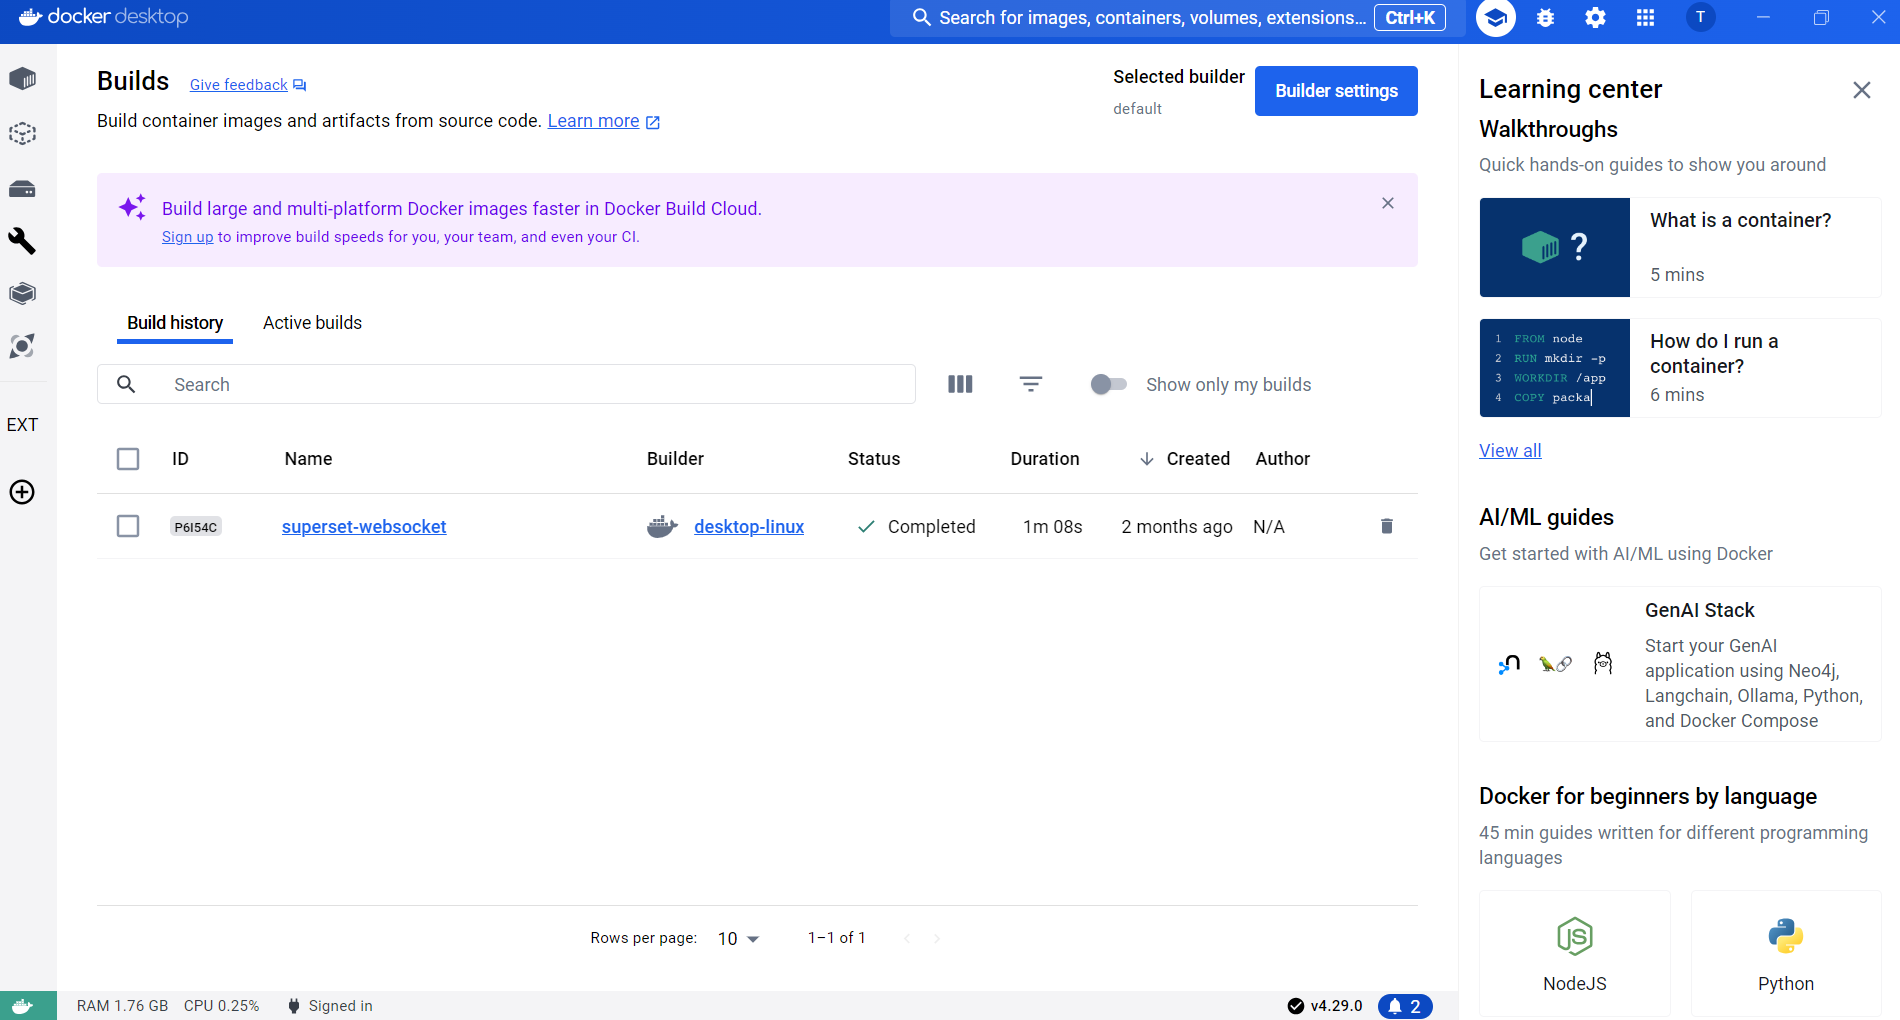 docker desktop
Search for images, containers, volumes, extensions... Ctrl+K
T
Builds Give feedback
Build container images and artifacts from source code. Learn more
Selected builder
default
Builder settings
Build large and multi-platform Docker images faster in Docker Build Cloud.
Sign up to improve build speeds for you, your team, and even your CI.
Build history Active builds
Search
Show only my builds
EXT
ID Name Builder Status Duration Created Author
P6I54C superset-websocket desktop-linux Completed 1m 08s 2 months ago N/A
Rows per page: 10 1–1 of 1
Learning center
Walkthroughs
Quick hands-on guides to show you around
?
What is a container?
5 mins
1 FROM node
2 RUN mkdir -p
3 WORKDIR /app
4 COPY packa
How do I run a
container?
6 mins
View all
AI/ML guides
Get started with AI/ML using Docker
GenAI Stack
Start your GenAI
application using Neo4j,
Langchain, Ollama, Python,
and Docker Compose
Docker for beginners by language
45 min guides written for different programming
languages
JS
NodeJS
Python
RAM 1.76 GB CPU 0.25% Signed in
v4.29.0 2